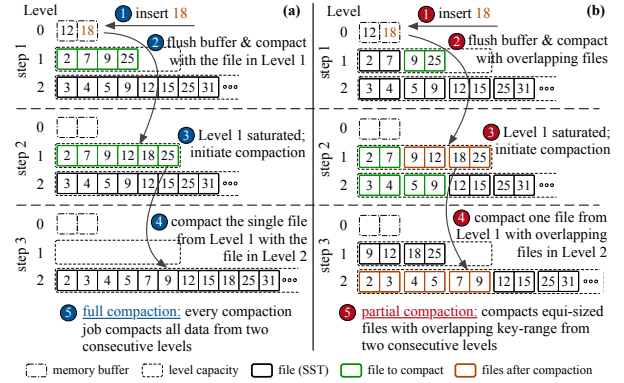 Level
(a)
1 insert 18
0 12 18
2 flush buffer & compact
with the file in Level 1
step 1
1 2 7 9 25
2 3 4 5 9 12 15 25 31 ooo
step 2
0
3 Level 1 saturated;
initiate compaction
1 2 7 9 12 18 25
2 3 4 5 9 12 15 25 31 ooo
step 3
0
4 compact the single file
from Level 1 with the
file in Level 2
1
2 2 3 4 5 7 9 12 15 18 25 31 ooo
5 full compaction: every compaction
job compacts all data from two
consecutive levels
Level
(b)
1 insert 18
0 12 18
2 flush buffer & compact
with overlapping files
step 1
1 2 7 9 25
2 3 4 5 9 12 15 25 31 ooo
step 2
0
3 Level 1 saturated;
initiate compaction
1 2 7 9 12 18 25
2 3 4 5 9 12 15 25 31 ooo
step 3
0
4 compact one file from
Level 1 with overlapping
files in Level 2
1 9 12 18 25
2 2 3 4 5 7 9 12 15 25 31 ooo
5 partial compaction: compacts equi-sized
files with overlapping key-range from
two consecutive levels
memory buffer level capacity file (SST) file to compact files after compaction